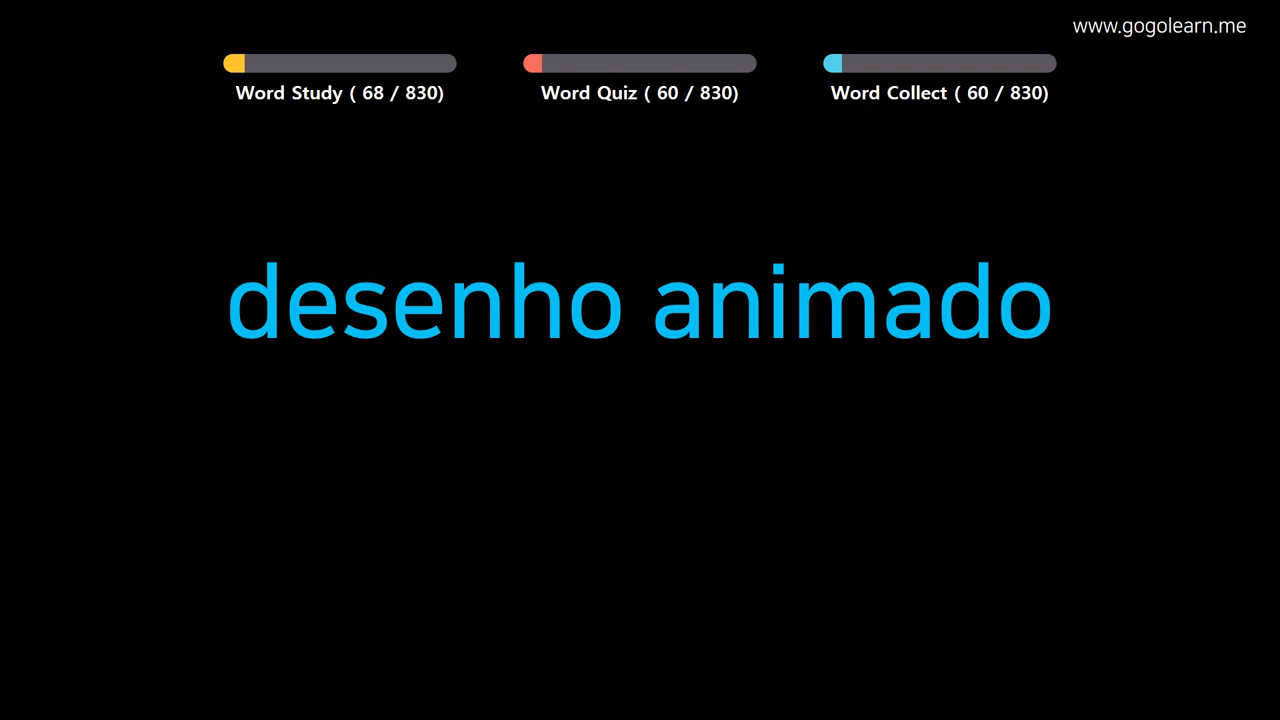 www.gogolearn.me
Word Study ( 68 / 830)
Word Quiz ( 60 / 830)
Word Collect ( 60 / 830)
desenho animado